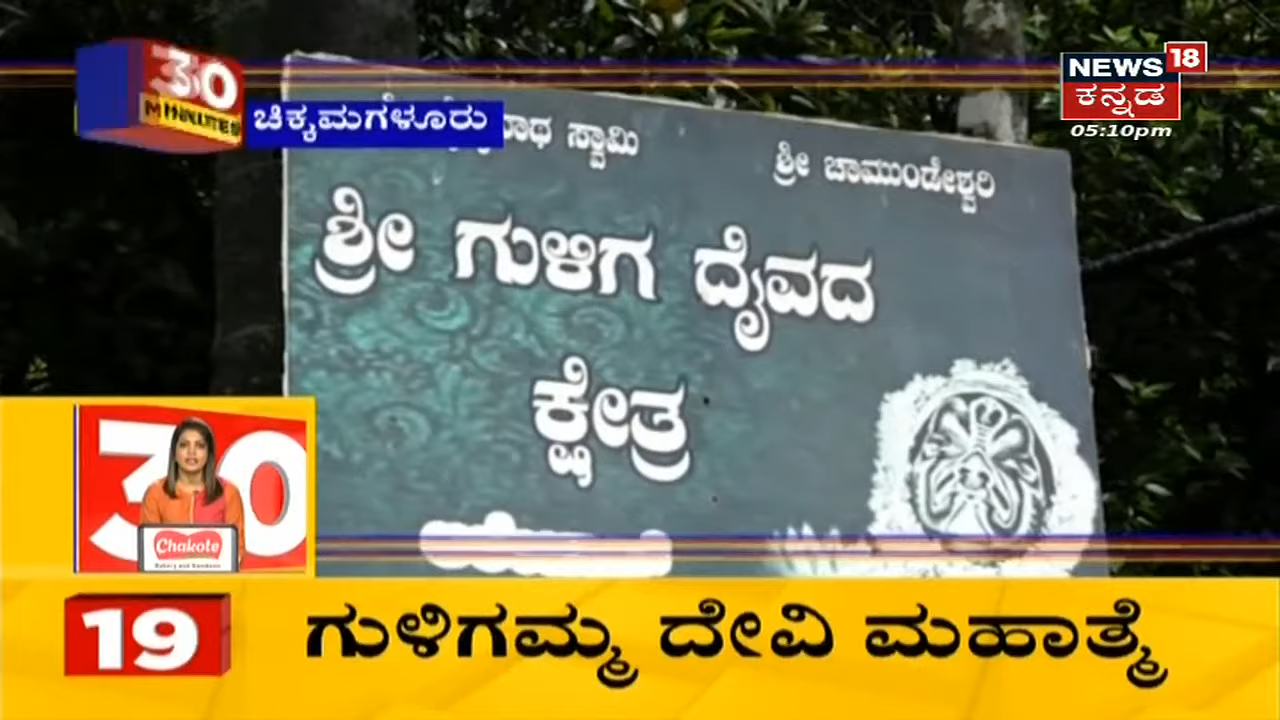 30
MINUTES
ಚಿಕ್ಕಮಗಳೂರು
NEWS 18
ಕನ್ನಡ
05:10pm
ಸ್ವಾಮಿ
ಶ್ರೀ ಚಾಮುಂಡೇಶ್ವರಿ
ಶ್ರೀ ಗುಳಿಗ ದೈವದ
ಕ್ಷೇತ್ರ
30
Chakote
19
ಗುಳಿಗಮ್ಮ ದೇವಿ ಮಹಾತ್ಮೆ